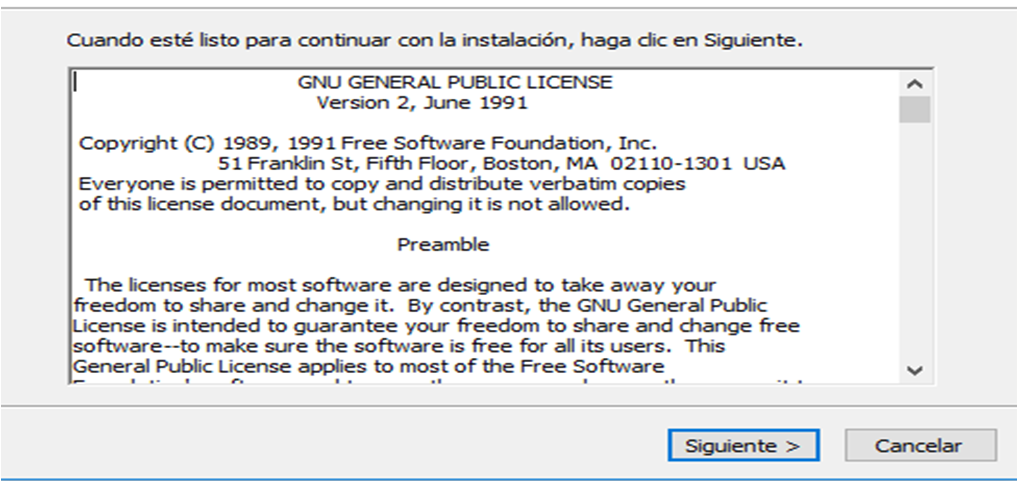 Cuando esté listo para continuar con la instalación, haga clic en Siguiente.
GNU GENERAL PUBLIC LICENSE
Version 2, June 1991
Copyright (C) 1989, 1991 Free Software Foundation, Inc.
51 Franklin St, Fifth Floor, Boston, MA 02110-1301 USA
Everyone is permitted to copy and distribute verbatim copies
of this license document, but changing it is not allowed.
Preamble
The licenses for most software are designed to take away your
freedom to share and change it. By contrast, the GNU General Public
License is intended to guarantee your freedom to share and change free
software--to make sure the software is free for all its users. This
General Public License applies to most of the Free Software
Siguiente >
Cancelar